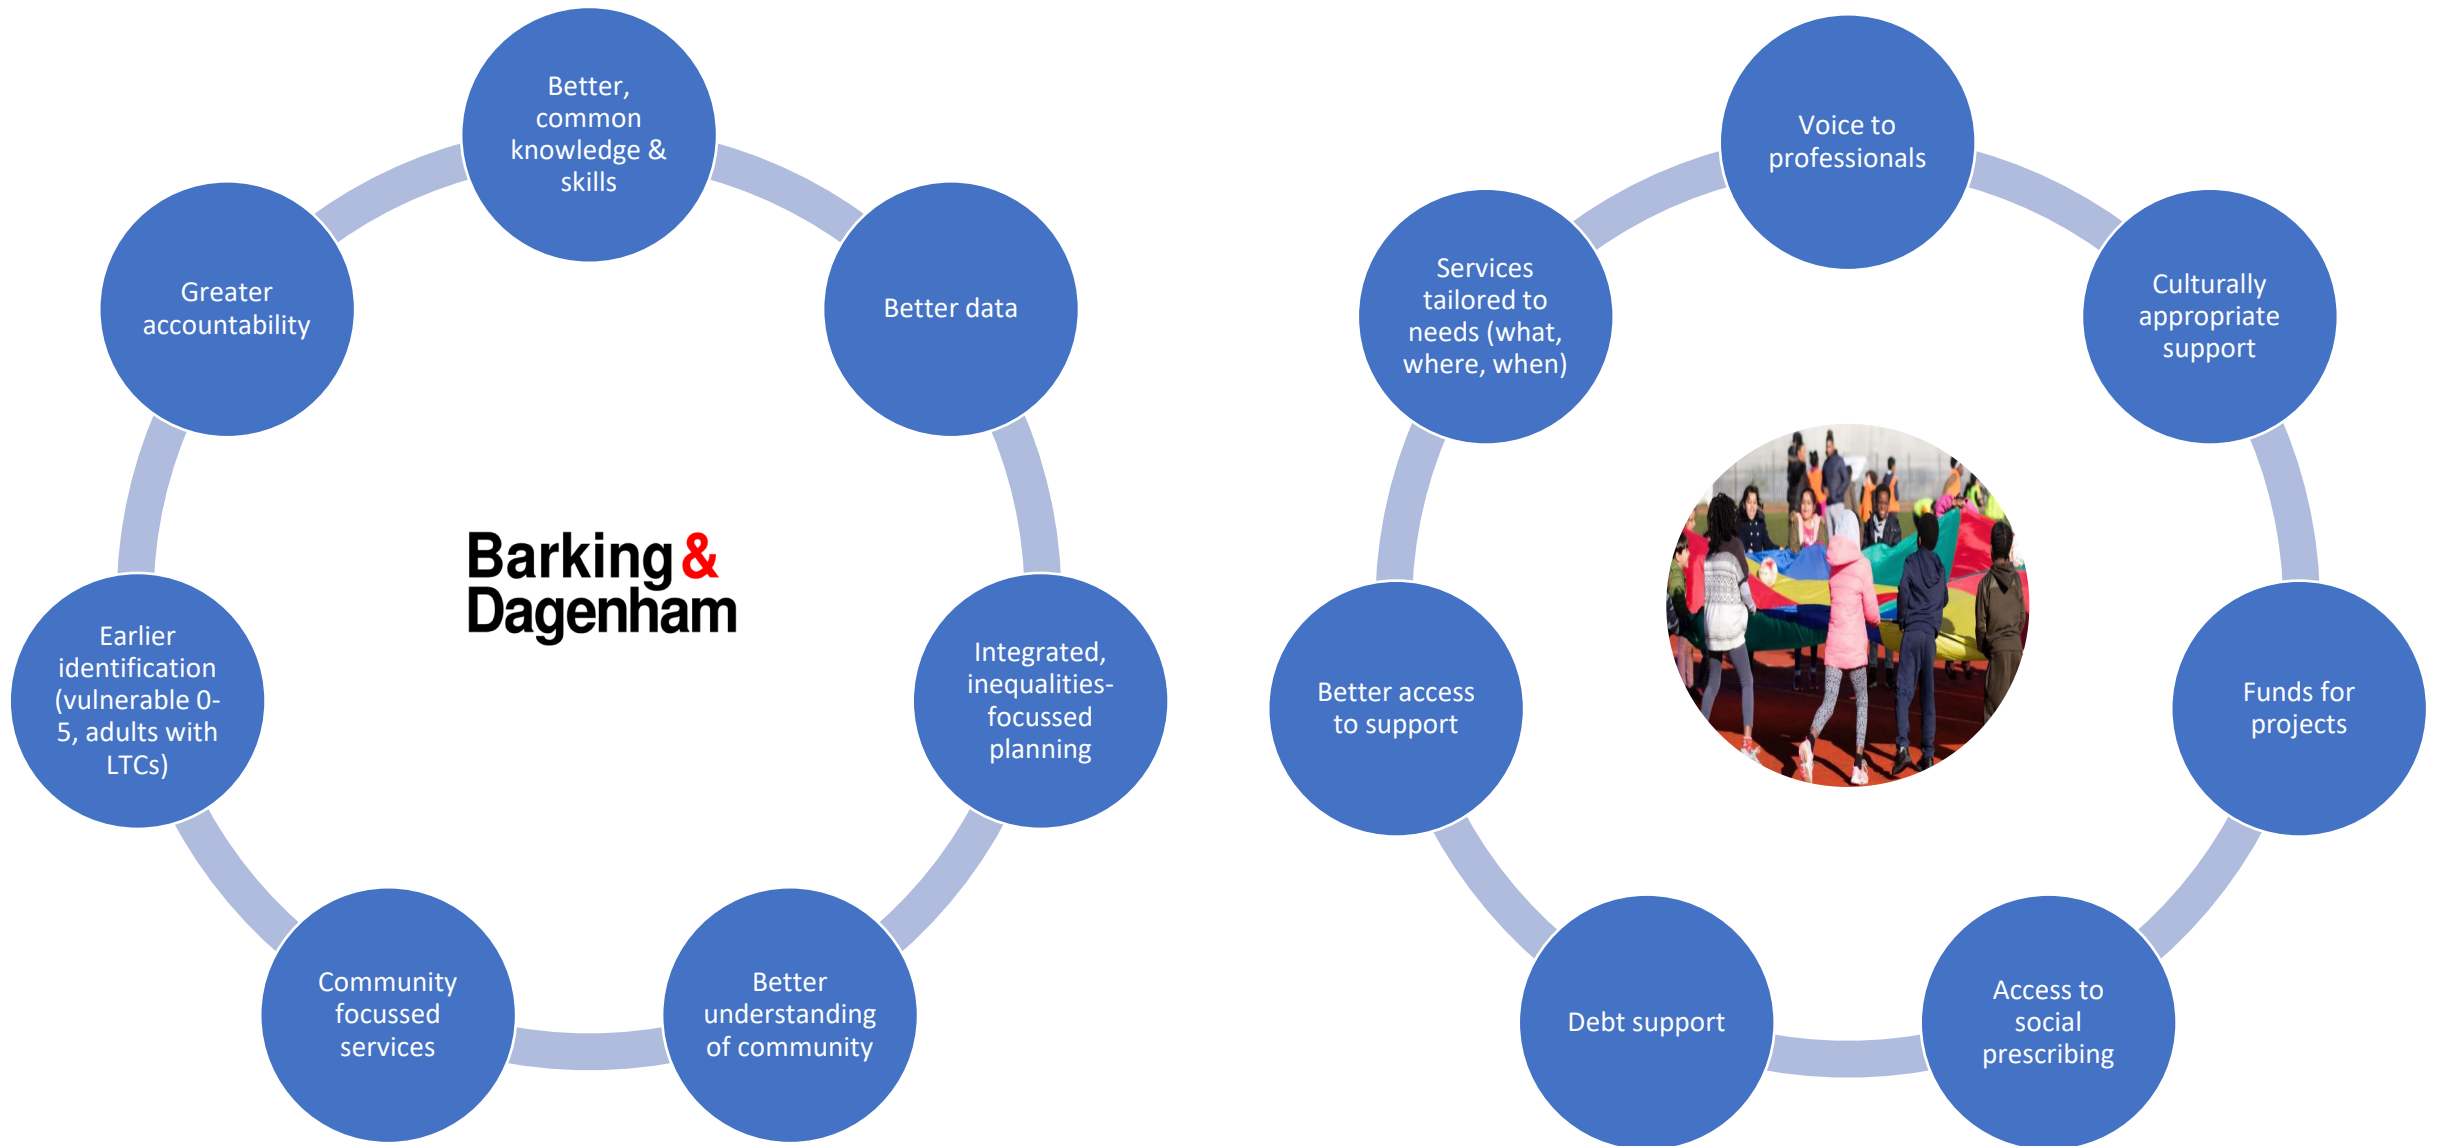 Better,
common
knowledge &
skills
Better data
Integrated,
inequalities-
focussed
planning
Better
understanding
of community
Community
focussed
services
Earlier
identification
(vulnerable 0-
5, adults with
LTCs)
Greater
accountability
Barking &
Dagenham
Voice to
professionals
Culturally
appropriate
support
Funds for
projects
Access to
social
prescribing
Debt support
Better access
to support
Services
tailored to
needs (what,
where, when)